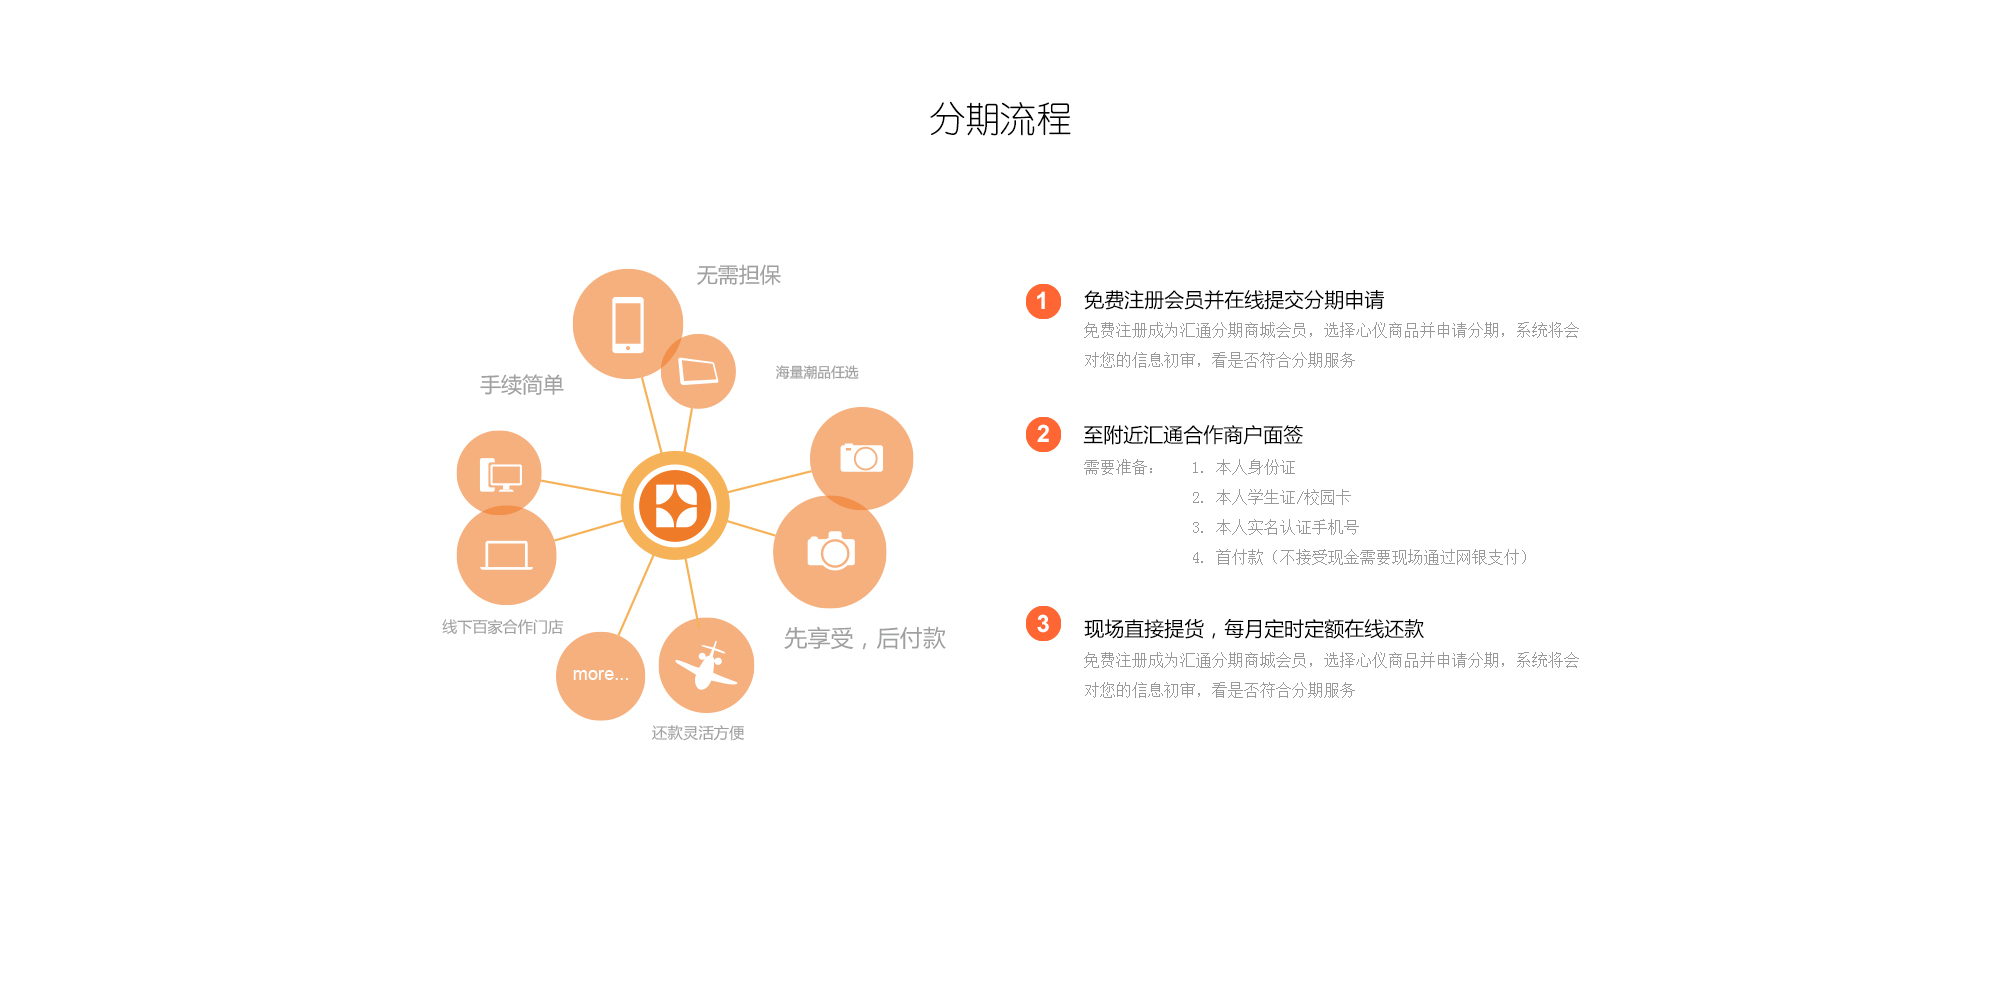 分期流程
无需担保
手续简单
海量潮品任选
线下百家合作门店
先享受，后付款
more...
还款灵活方便
1 免费注册会员并在线提交分期申请
免费注册成为汇通分期商城会员，选择心仪商品并申请分期，系统将会
对您的信息初审，看是否符合分期服务
2 至附近汇通合作商户面签
需要准备： 1. 本人身份证
2. 本人学生证/校园卡
3. 本人实名认证手机号
4. 首付款（不接受现金需要现场通过网银支付）
3 现场直接提货，每月定时定额在线还款
免费注册成为汇通分期商城会员，选择心仪商品并申请分期，系统将会
对您的信息初审，看是否符合分期服务